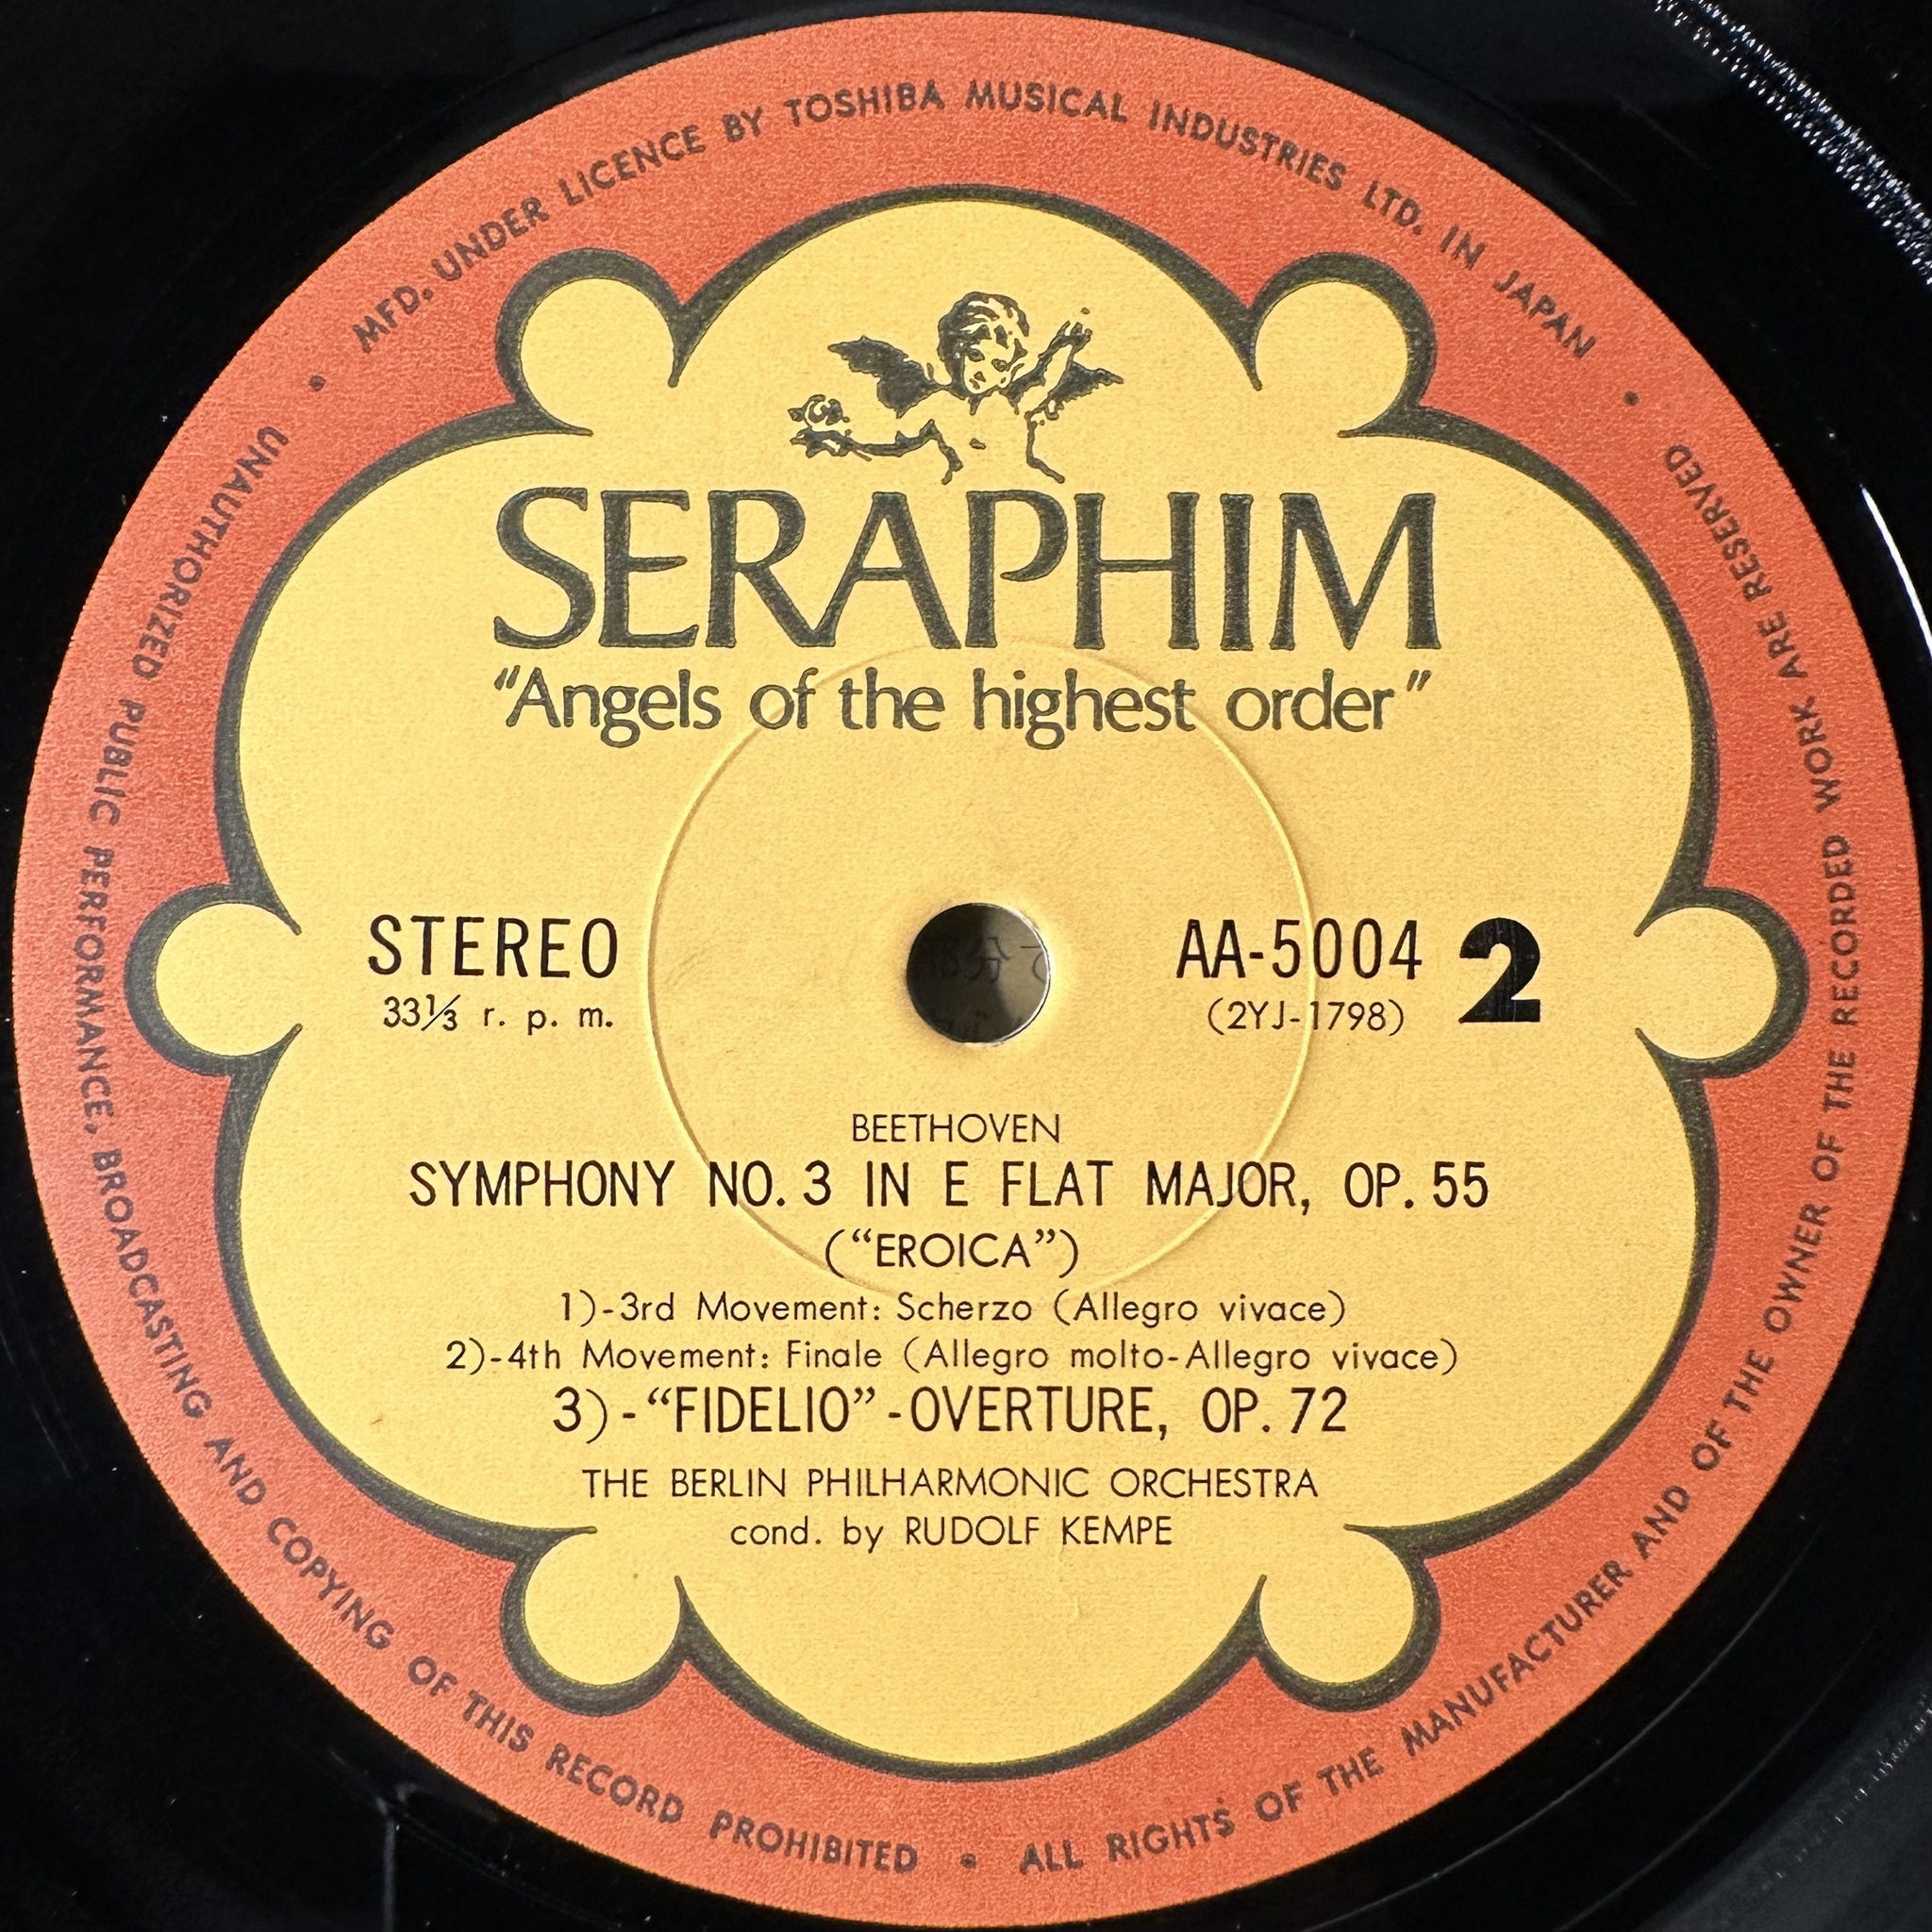 MFD. UNDER LICENCE BY TOSHIBA MUSICAL INDUSTRIES LTD. IN JAPAN •
SERAPHIM
“Angels of the highest order”
STEREO
33⅓ r. p. m.
AA-5004 2
(2YJ-1798)
BEETHOVEN
SYMPHONY NO. 3 IN E FLAT MAJOR, OP. 55
(“EROICA”)
1)-3rd Movement: Scherzo (Allegro vivace)
2)-4th Movement: Finale (Allegro molto-Allegro vivace)
3)-“FIDELIO”-OVERTURE, OP. 72
THE BERLIN PHILHARMONIC ORCHESTRA
cond. by RUDOLF KEMPE
• UNAUTHORIZED PUBLIC PERFORMANCE, BROADCASTING AND COPYING OF THIS RECORD PROHIBITED •
ALL RIGHTS OF THE MANUFACTURER AND OF THE OWNER OF THE RECORDED WORK ARE RESERVED